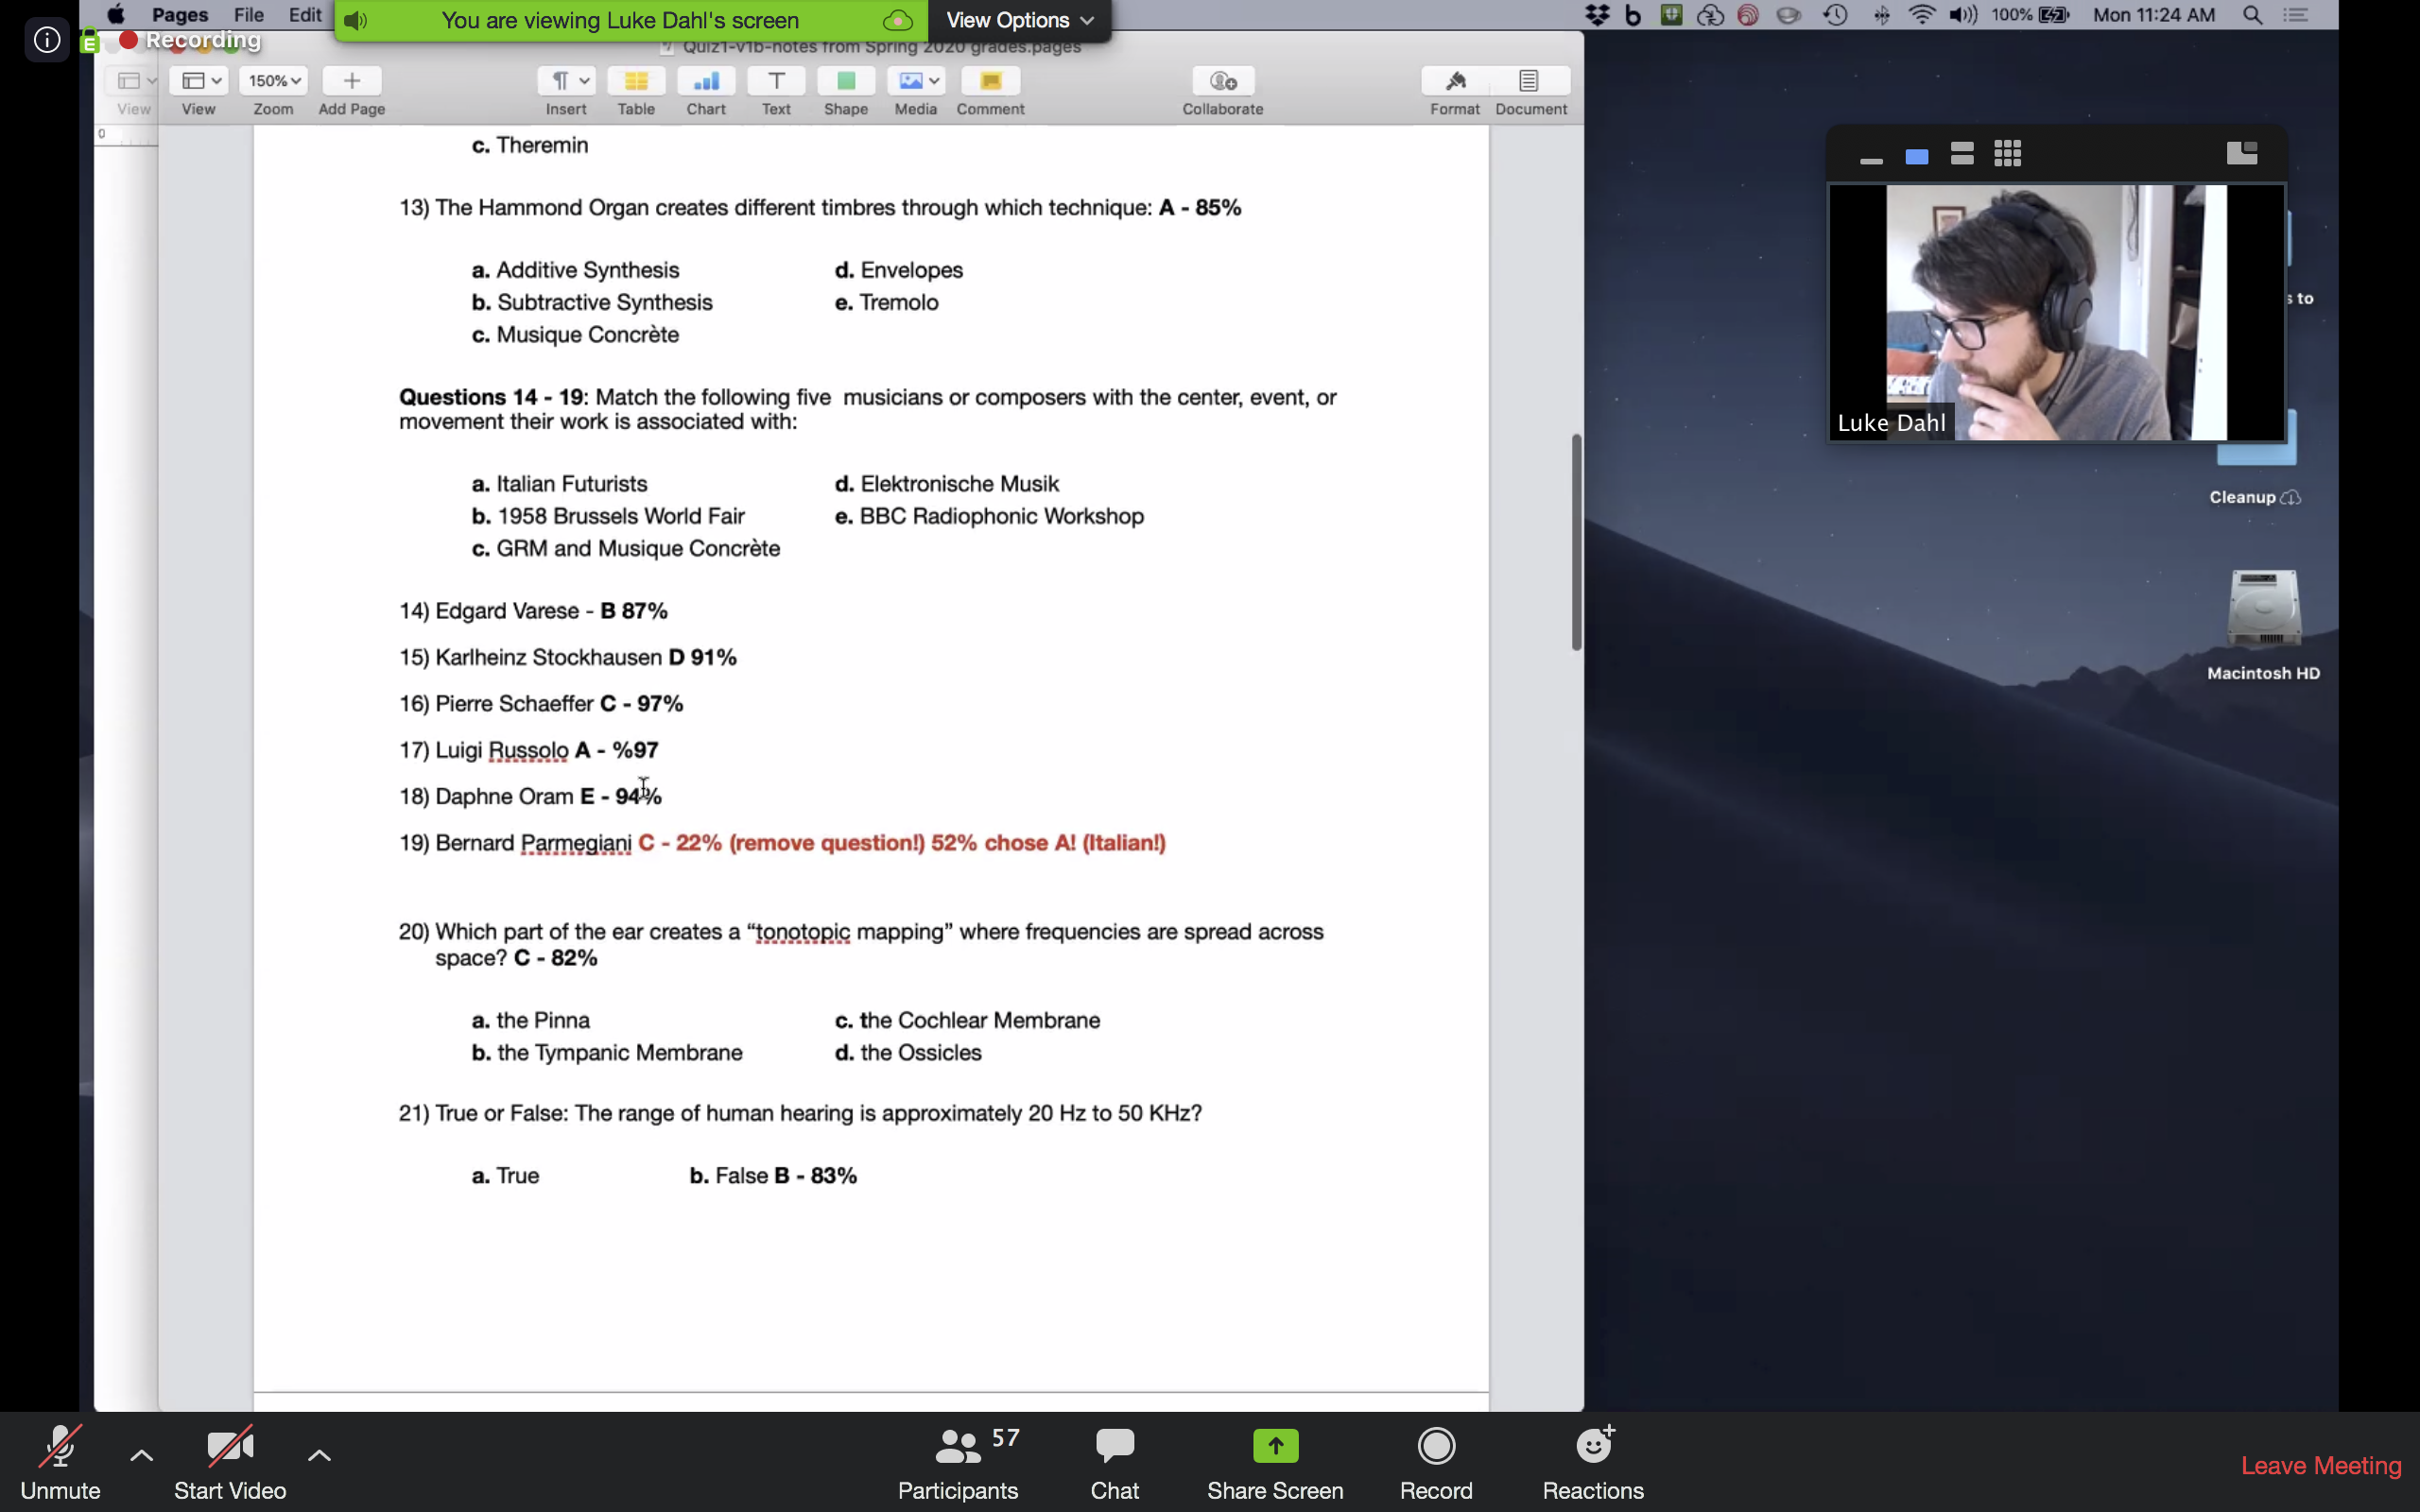 Pages File Edit
You are viewing Luke Dahl's screen
View Options
100% Mon 11:24 AM
Recording
Quiz1-v1b-notes from Spring 2020 grades.pages
150%
View View Zoom Add Page Insert Table Chart Text Shape Media Comment Collaborate Format Document
0
c. Theremin
13) The Hammond Organ creates different timbres through which technique: A - 85%
a. Additive Synthesis d. Envelopes
b. Subtractive Synthesis e. Tremolo
c. Musique Concrète
Questions 14 - 19: Match the following five musicians or composers with the center, event, or
movement their work is associated with:
a. Italian Futurists d. Elektronische Musik
b. 1958 Brussels World Fair e. BBC Radiophonic Workshop
c. GRM and Musique Concrète
14) Edgard Varese - B 87%
15) Karlheinz Stockhausen D 91%
16) Pierre Schaeffer C - 97%
17) Luigi Russolo A - %97
18) Daphne Oram E - 94%
19) Bernard Parmegiani C - 22% (remove question!) 52% chose A! (Italian!)
20) Which part of the ear creates a “tonotopic mapping” where frequencies are spread across
space? C - 82%
a. the Pinna c. the Cochlear Membrane
b. the Tympanic Membrane d. the Ossicles
21) True or False: The range of human hearing is approximately 20 Hz to 50 KHz?
a. True b. False B - 83%
Luke Dahl
s to
Cleanup
Macintosh HD
57
Unmute Start Video Participants Chat Share Screen Record Reactions Leave Meeting